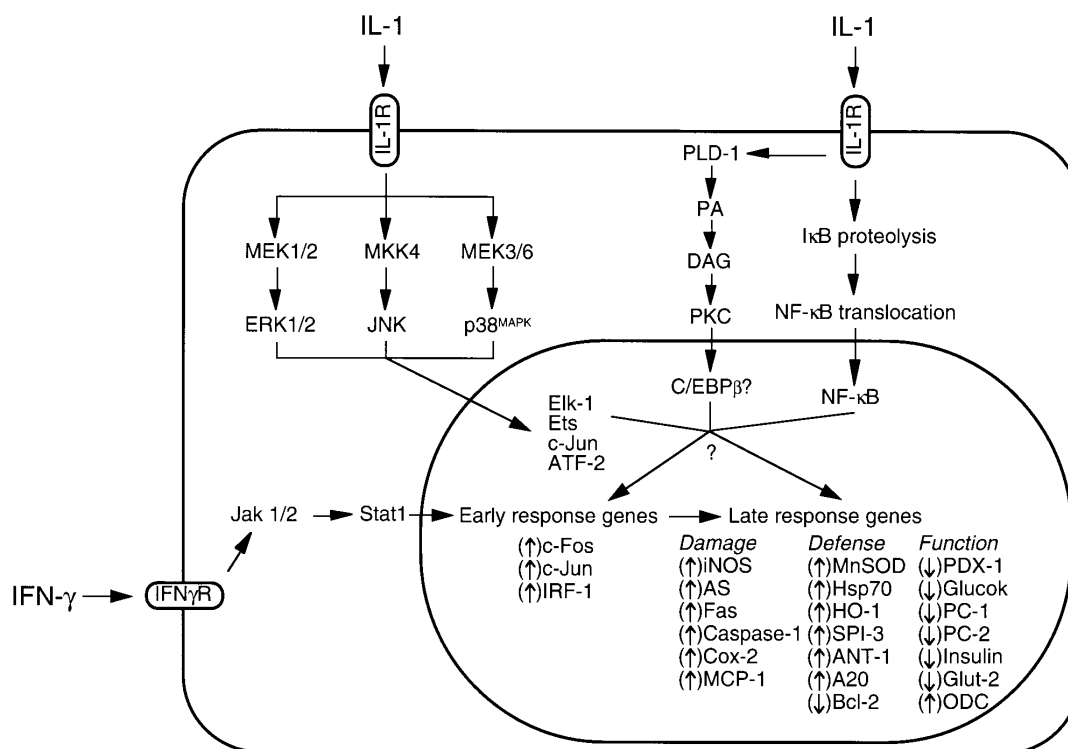 IL-1
IL-1
IL-1R
IL-1R
PLD-1
PA
DAG
PKC
IκB proteolysis
NF-κB translocation
MEK1/2
MKK4
MEK3/6
ERK1/2
JNK
p38MAPK
C/EBPβ?
NF-κB
Elk-1
Ets
c-Jun
ATF-2
?
Jak 1/2
Stat1
Early response genes
Late response genes
IFN-γ
IFNγR
(↑)c-Fos
(↑)c-Jun
(↑)IRF-1
Damage
(↑)iNOS
(↑)AS
(↑)Fas
(↑)Caspase-1
(↑)Cox-2
(↑)MCP-1
Defense
(↑)MnSOD
(↑)Hsp70
(↑)HO-1
(↑)SPI-3
(↑)ANT-1
(↑)A20
(↓)Bcl-2
Function
(↓)PDX-1
(↓)Glucok
(↓)PC-1
(↓)PC-2
(↓)Insulin
(↓)Glut-2
(↑)ODC